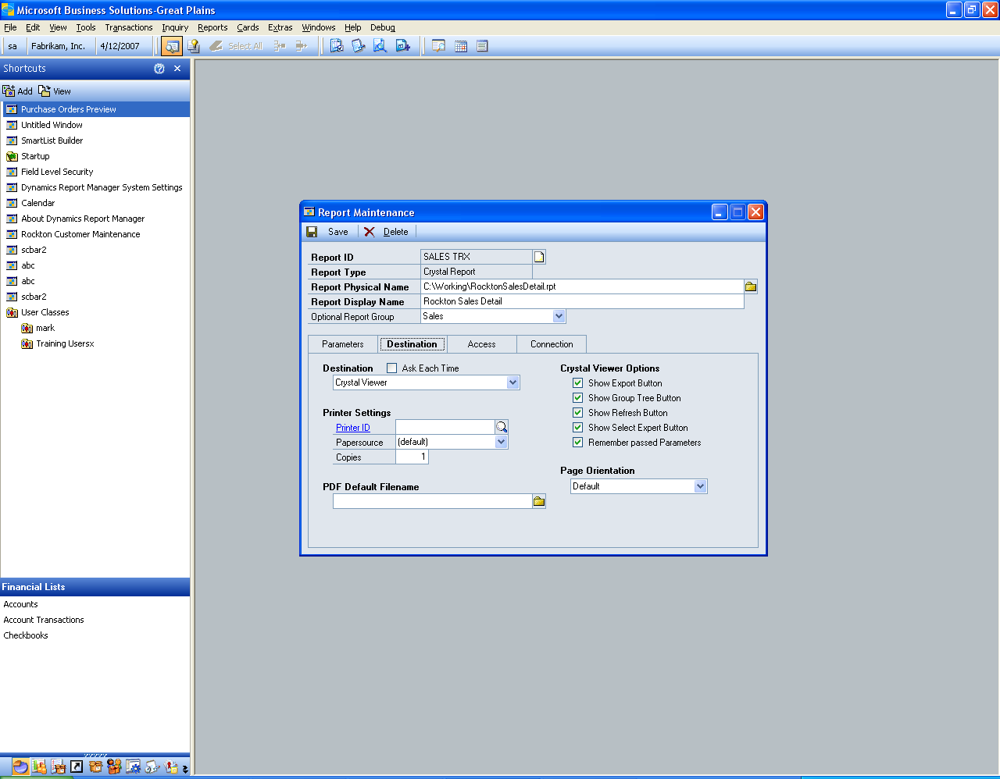 Microsoft Business Solutions-Great Plains
File Edit View Tools Transactions Inquiry Reports Cards Extras Windows Help Debug
sa Fabrikam, Inc. 4/12/2007 Select All
Shortcuts
Add View
Purchase Orders Preview
Untitled Window
SmartList Builder
Startup
Field Level Security
Dynamics Report Manager System Settings
Calendar
About Dynamics Report Manager
Rockton Customer Maintenance
scbar2
abc
abc
scbar2
User Classes
mark
Training Usersx
Financial Lists
Accounts
Account Transactions
Checkbooks
Report Maintenance
Save Delete
Report ID SALES TRX
Report Type Crystal Report
Report Physical Name C:\Working\RocktonSalesDetail.rpt
Report Display Name Rockton Sales Detail
Optional Report Group Sales
Parameters Destination Access Connection
Destination Ask Each Time
Crystal Viewer
Printer Settings
Printer ID
Papersource (default)
Copies 1
PDF Default Filename
Crystal Viewer Options
Show Export Button
Show Group Tree Button
Show Refresh Button
Show Select Expert Button
Remember passed Parameters
Page Orientation
Default